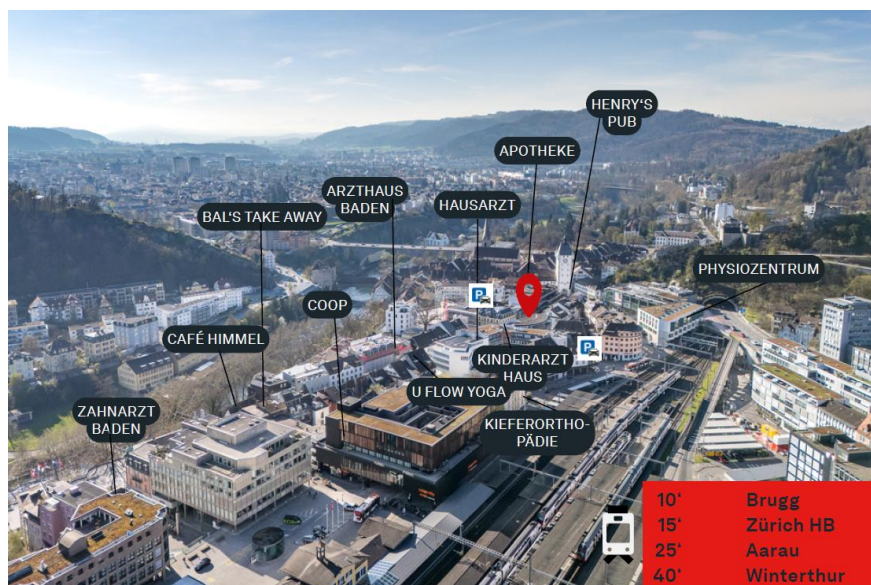 HENRY'S
PUB
APOTHEKE
ARZTHAUS
BADEN
HAUSARZT
BAL'S TAKE AWAY
PHYSIOZENTRUM
P
COOP
CAFÉ HIMMEL
P
KINDERARZT
HAUS
U FLOW YOGA
ZAHNARZT
BADEN
KIEFERORTHO-
PÄDIE
10‘ Brugg
15‘ Zürich HB
25‘ Aarau
40‘ Winterthur